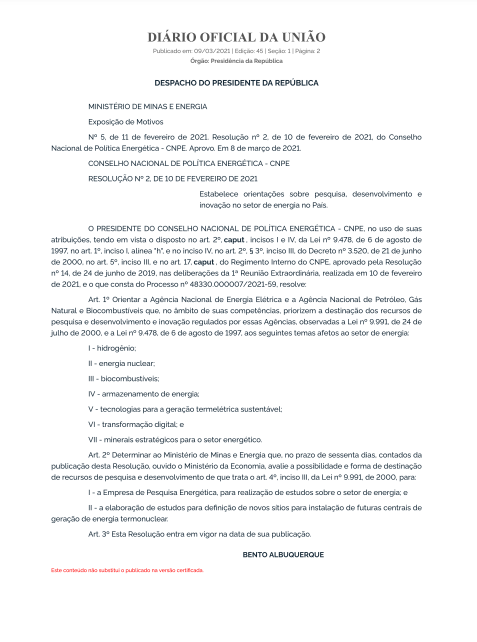 DIÁRIO OFICIAL DA UNIÃO
Publicado em: 09/03/2021 | Edição: 45 | Seção: 1 | Página: 2
Órgão: Presidência da República
DESPACHO DO PRESIDENTE DA REPÚBLICA
MINISTÉRIO DE MINAS E ENERGIA
Exposição de Motivos
Nº 5, de 11 de fevereiro de 2021. Resolução nº 2, de 10 de fevereiro de 2021, do Conselho
Nacional de Política Energética - CNPE. Aprovo. Em 8 de março de 2021.
CONSELHO NACIONAL DE POLÍTICA ENERGÉTICA - CNPE
RESOLUÇÃO Nº 2, DE 10 DE FEVEREIRO DE 2021
Estabelece orientações sobre pesquisa, desenvolvimento e
inovação no setor de energia no País.
O PRESIDENTE DO CONSELHO NACIONAL DE POLÍTICA ENERGÉTICA - CNPE, no uso de suas
atribuições, tendo em vista o disposto no art. 2º, caput , incisos I e IV, da Lei nº 9.478, de 6 de agosto de
1997, no art. 1º, inciso I, alínea "h", e no inciso IV, no art. 2º, § 3º, inciso III, do Decreto nº 3.520, de 21 de
junho de 2000, no art. 5º, inciso III, e no art. 17, caput , do Regimento Interno do CNPE, aprovado pela Resolução
nº 14, de 24 de junho de 2019, nas deliberações da 1ª Reunião Extraordinária, realizada em 10 de fevereiro
de 2021, e o que consta do Processo nº 48330.000007/2021-59, resolve:
Art. 1º Orientar a Agência Nacional de Energia Elétrica e a Agência Nacional de Petróleo, Gás
Natural e Biocombustíveis que, no âmbito de suas competências, priorizem a destinação dos recursos de
pesquisa e desenvolvimento e inovação regulados por essas Agências, observadas a Lei nº 9.991, de 24 de
julho de 2000, e a Lei nº 9.478, de 6 de agosto de 1997, aos seguintes temas afetos ao setor de energia:
I - hidrogênio;
II - energia nuclear;
III - biocombustíveis;
IV - armazenamento de energia;
V - tecnologias para a geração termelétrica sustentável;
VI - transformação digital; e
VII - minerais estratégicos para o setor energético.
Art. 2º Determinar ao Ministério de Minas e Energia que, no prazo de sessenta dias, contados da
publicação desta Resolução, ouvido o Ministério da Economia, avalie a possibilidade e forma de destinação
de recursos de pesquisa e desenvolvimento de que trata o art. 4º, inciso III, da Lei nº 9.991, de 2000, para:
I - a Empresa de Pesquisa Energética, para realização de estudos sobre o setor de energia; e
II - a elaboração de estudos para definição de novos sítios para instalação de futuras centrais de
geração de energia termonuclear.
Art. 3º Esta Resolução entra em vigor na data de sua publicação.
BENTO ALBUQUERQUE
Este conteúdo não substitui o publicado na versão certificada.